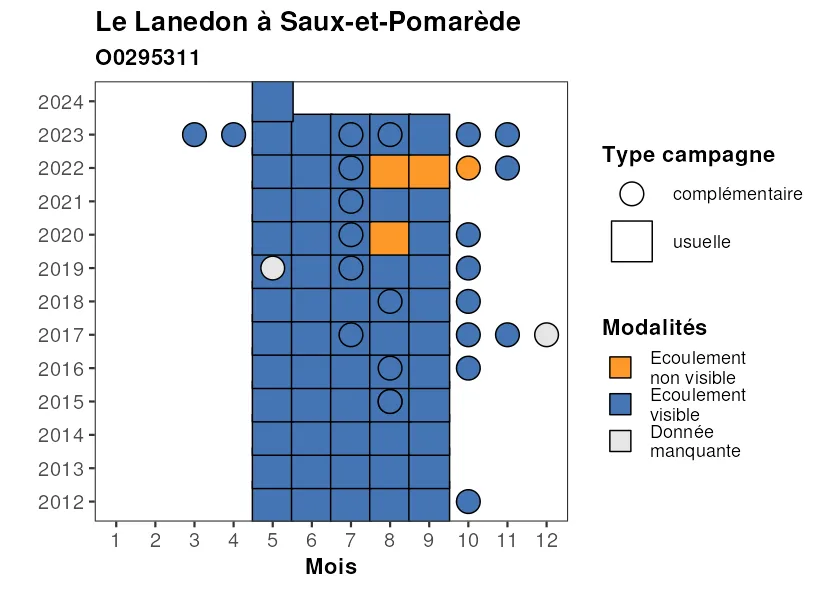 Le Lanedon à Saux-et-Pomarède
O0295311
2024
2023
2022
2021
2020
2019
2018
2017
2016
2015
2014
2013
2012
1 2 3 4 5 6 7 8 9 10 11 12
Mois
Type campagne
complémentaire
usuelle
Modalités
Ecoulement
non visible
Ecoulement
visible
Donnée
manquante